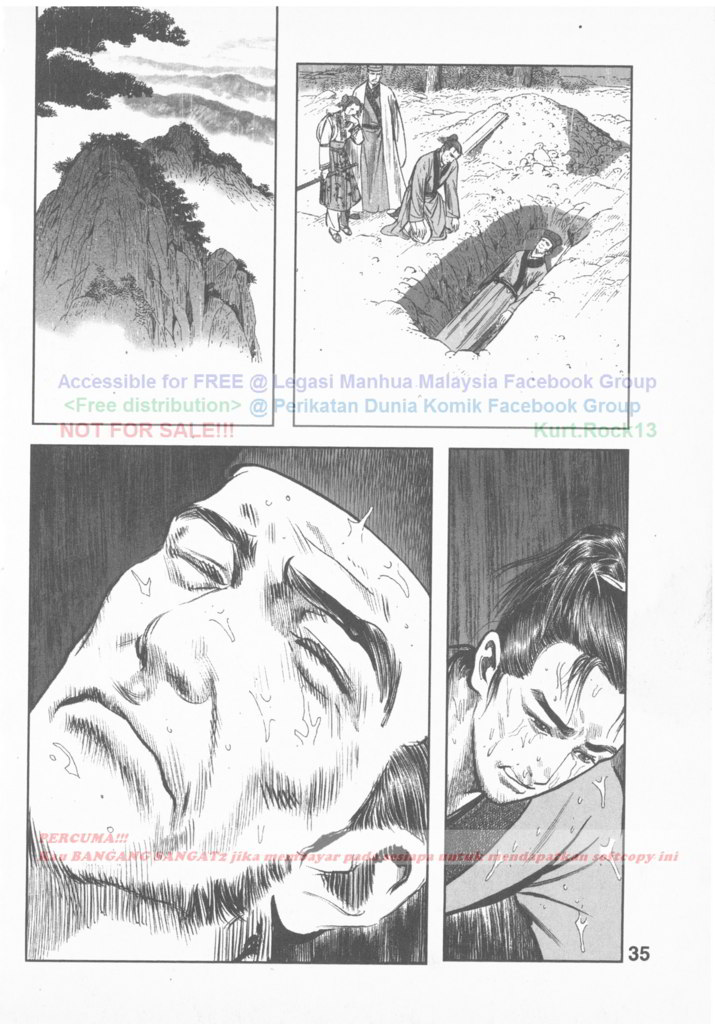 Accessible for FREE @ Legasi Manhua Malaysia Facebook Group
<Free distribution> @ Perikatan Dunia Komik Facebook Group
NOT FOR SALE!!! Kurt.Rock13
PERCUMA!!!
Kau BANGANG SANGAT2 jika membayar pada sesiapa untuk mendapatkan softcopy ini
35